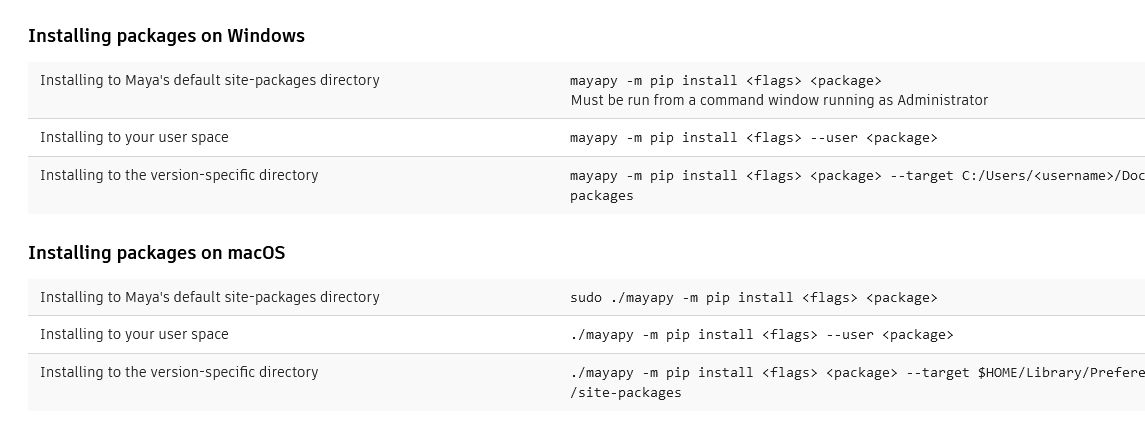 Installing packages on Windows
Installing to Maya's default site-packages directory
mayapy -m pip install <flags> <package>
Must be run from a command window running as Administrator
Installing to your user space
mayapy -m pip install <flags> --user <package>
Installing to the version-specific directory
mayapy -m pip install <flags> <package> --target C:/Users/<username>/Doc
packages
Installing packages on macOS
Installing to Maya's default site-packages directory
sudo ./mayapy -m pip install <flags> <package>
Installing to your user space
./mayapy -m pip install <flags> --user <package>
Installing to the version-specific directory
./mayapy -m pip install <flags> <package> --target $HOME/Library/Prefere
/site-packages